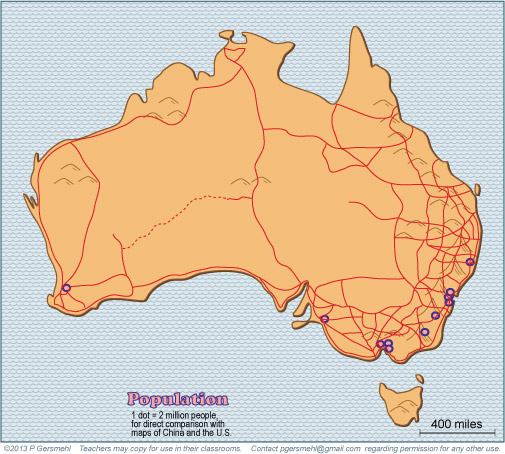 Population
1 dot = 2 million people,
for direct comparison with
maps of China and the U.S.
400 miles
©2013 P Gersmehl Teachers may copy for use in their classrooms. Contact pgersmehl@gmail.com regarding permission for any other use.